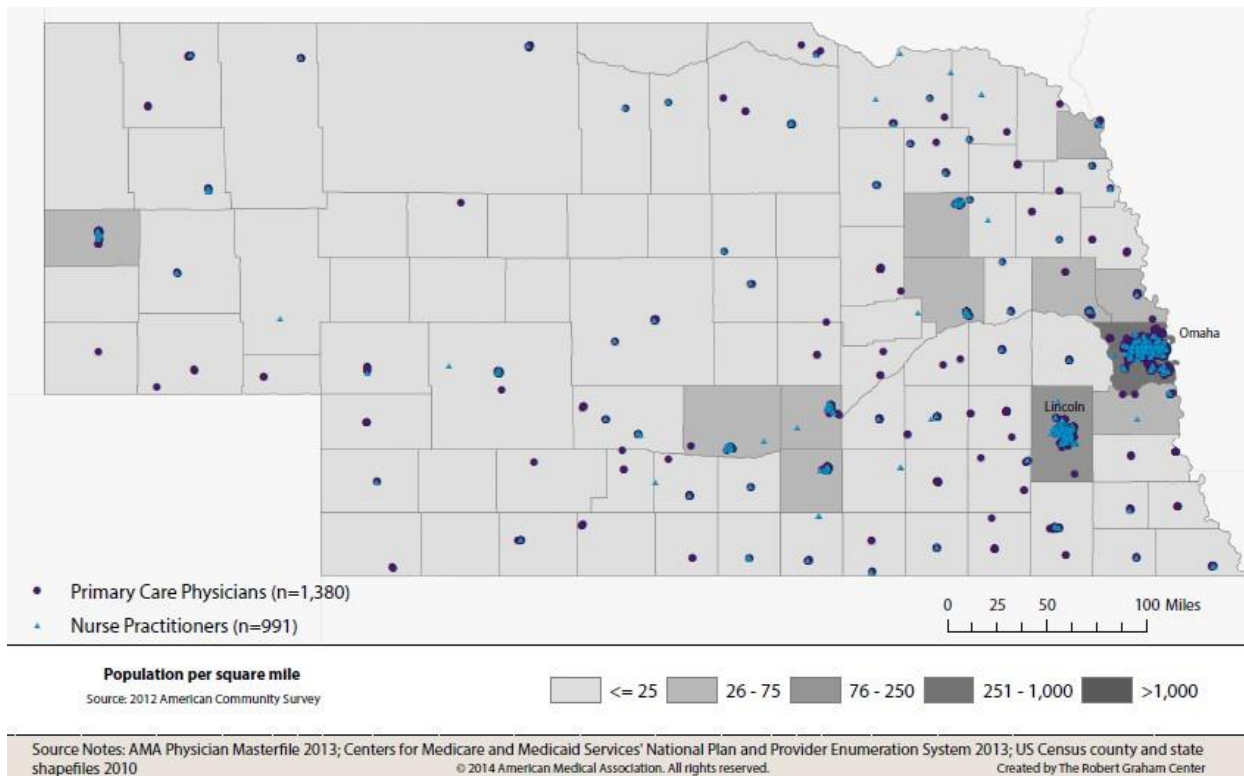 Omaha
Lincoln
Primary Care Physicians (n=1,380)
Nurse Practitioners (n=991)
0 25 50 100 Miles
Population per square mile
Source: 2012 American Community Survey
<= 25 26 - 75 76 - 250 251 - 1,000 >1,000
Source Notes: AMA Physician Masterfile 2013; Centers for Medicare and Medicaid Services' National Plan and Provider Enumeration System 2013; US Census county and state
shapefiles 2010 © 2014 American Medical Association. All rights reserved. Created by The Robert Graham Center